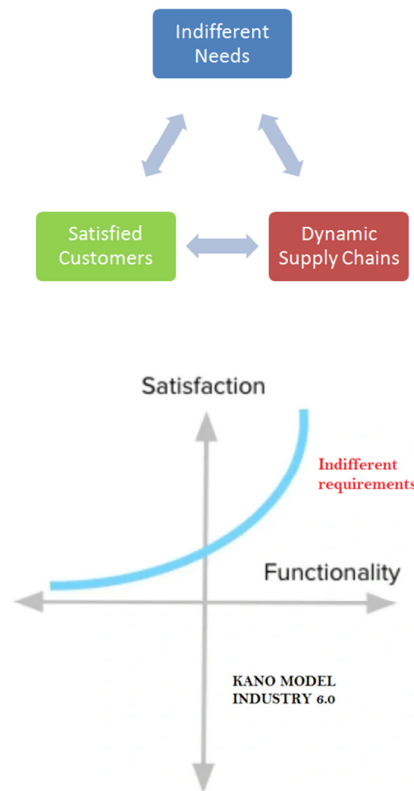 Indifferent
Needs
Satisfied
Customers
Dynamic
Supply Chains
Satisfaction
Indifferent
requirements
Functionality
KANO MODEL
INDUSTRY 6.0